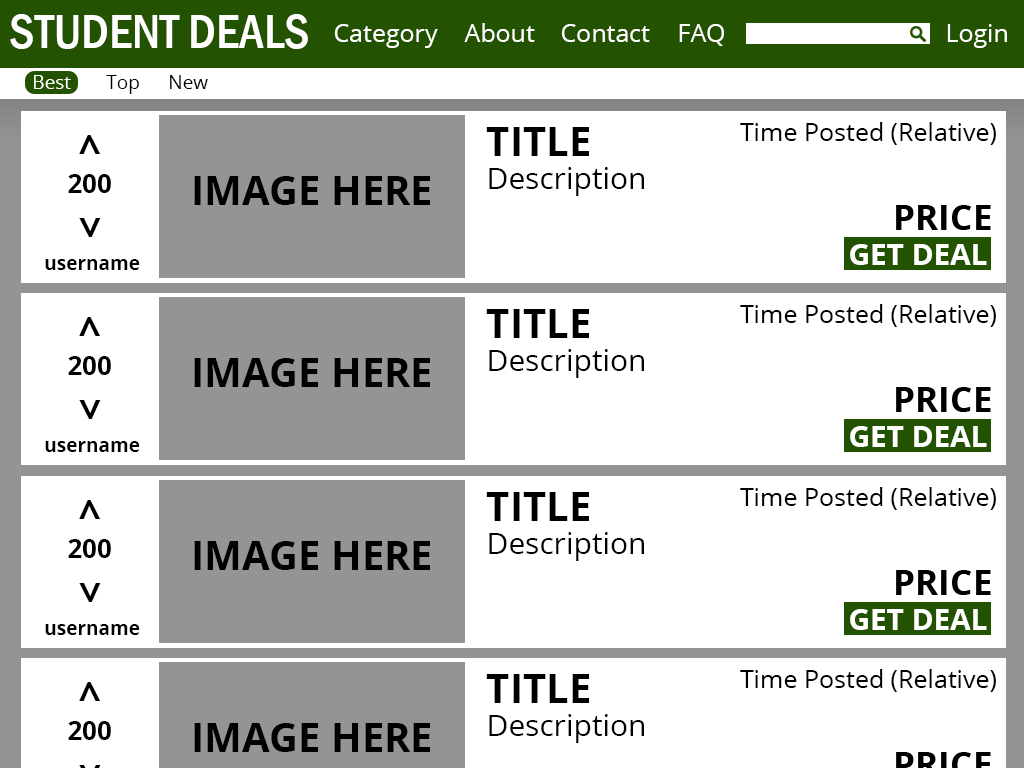 STUDENT DEALS Category About Contact FAQ Login
Best Top New
200
username
IMAGE HERE
TITLE
Description
Time Posted (Relative)
PRICE
GET DEAL
200
username
IMAGE HERE
TITLE
Description
Time Posted (Relative)
PRICE
GET DEAL
200
username
IMAGE HERE
TITLE
Description
Time Posted (Relative)
PRICE
GET DEAL
200
IMAGE HERE
TITLE
Description
Time Posted (Relative)
PRICE